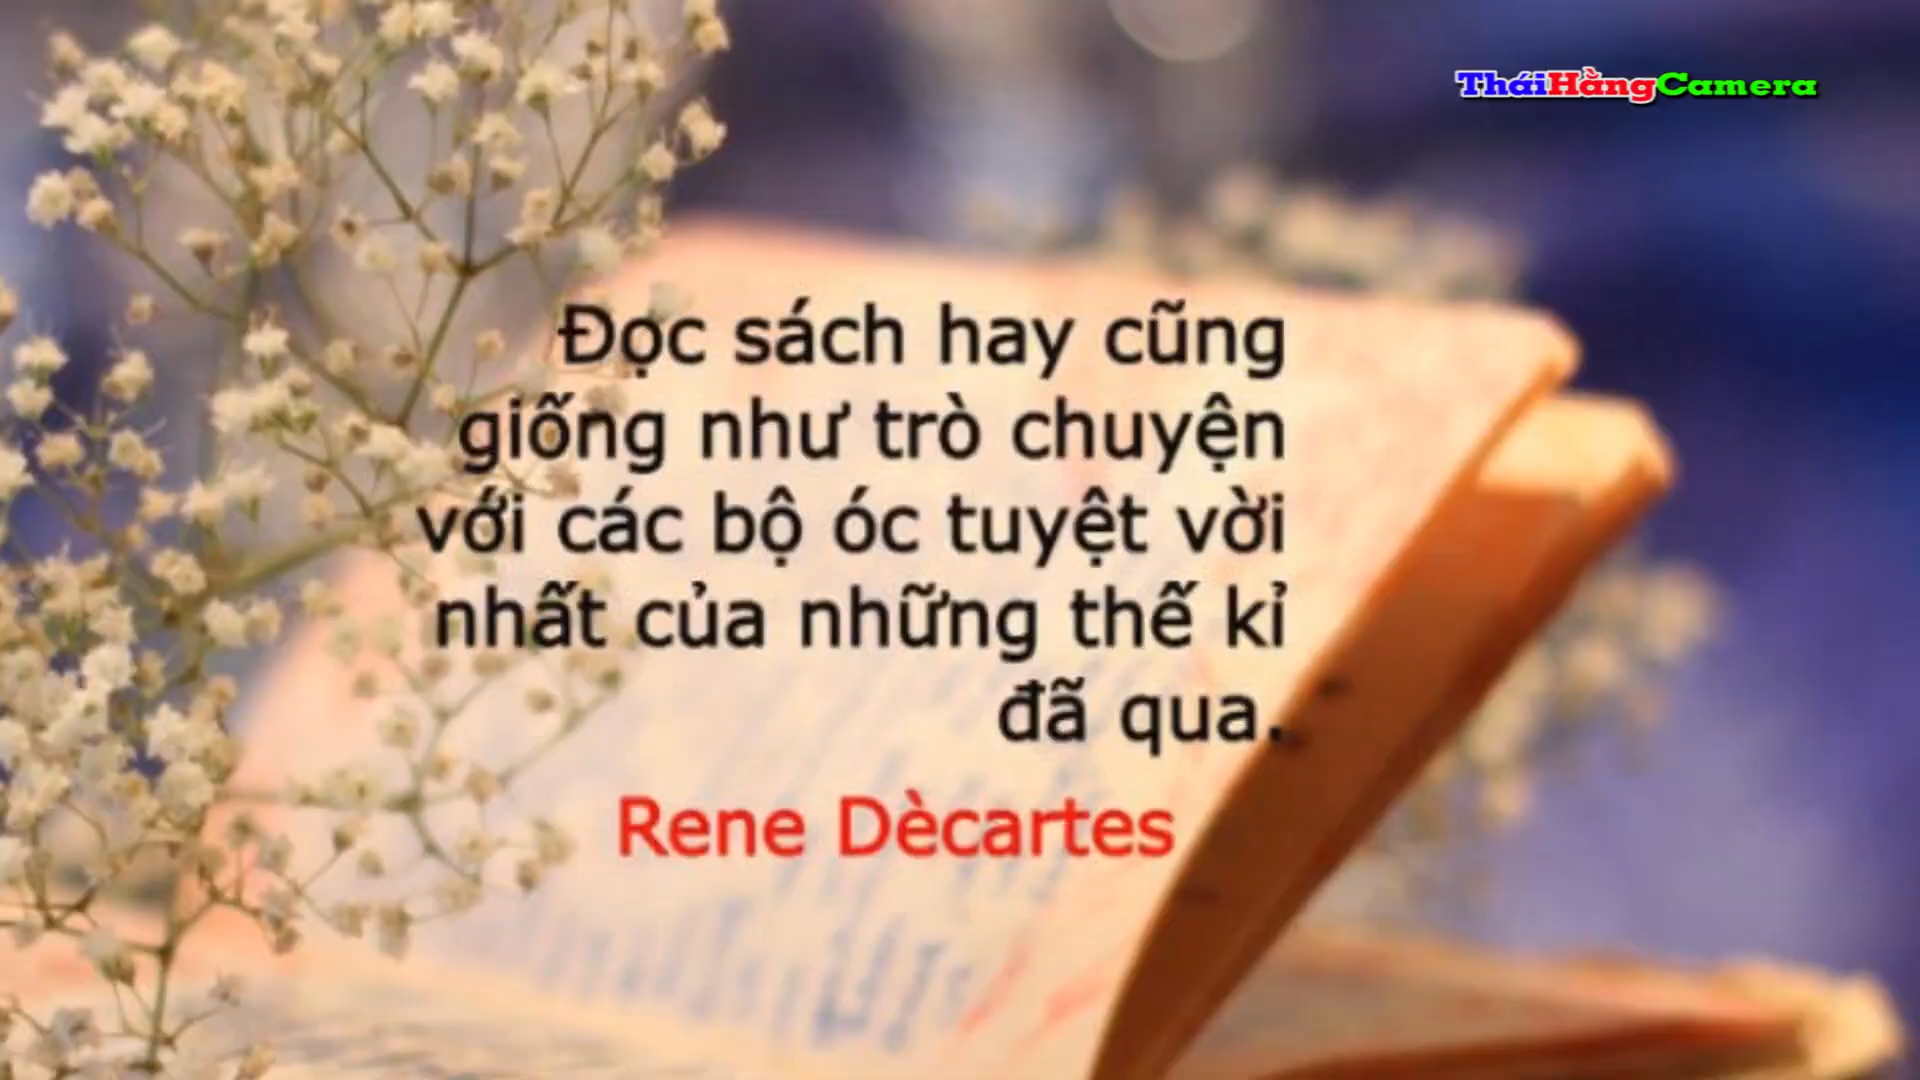 TháiHằngCamera
Đọc sách hay cũng
giống như trò chuyện
với các bộ óc tuyệt vời
nhất của những thế kỉ
đã qua.
Rene Dècartes